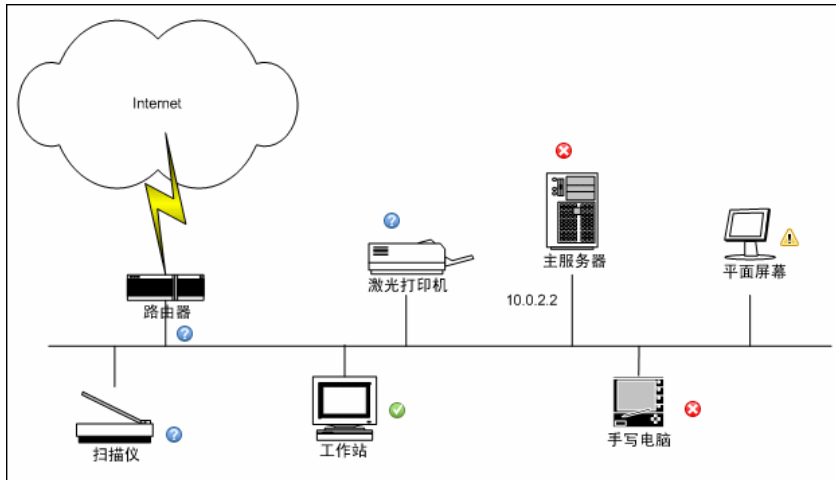 Internet
激光打印机
主服务器
平面屏幕
路由器
10.0.2.2
扫描仪
工作站
手写电脑